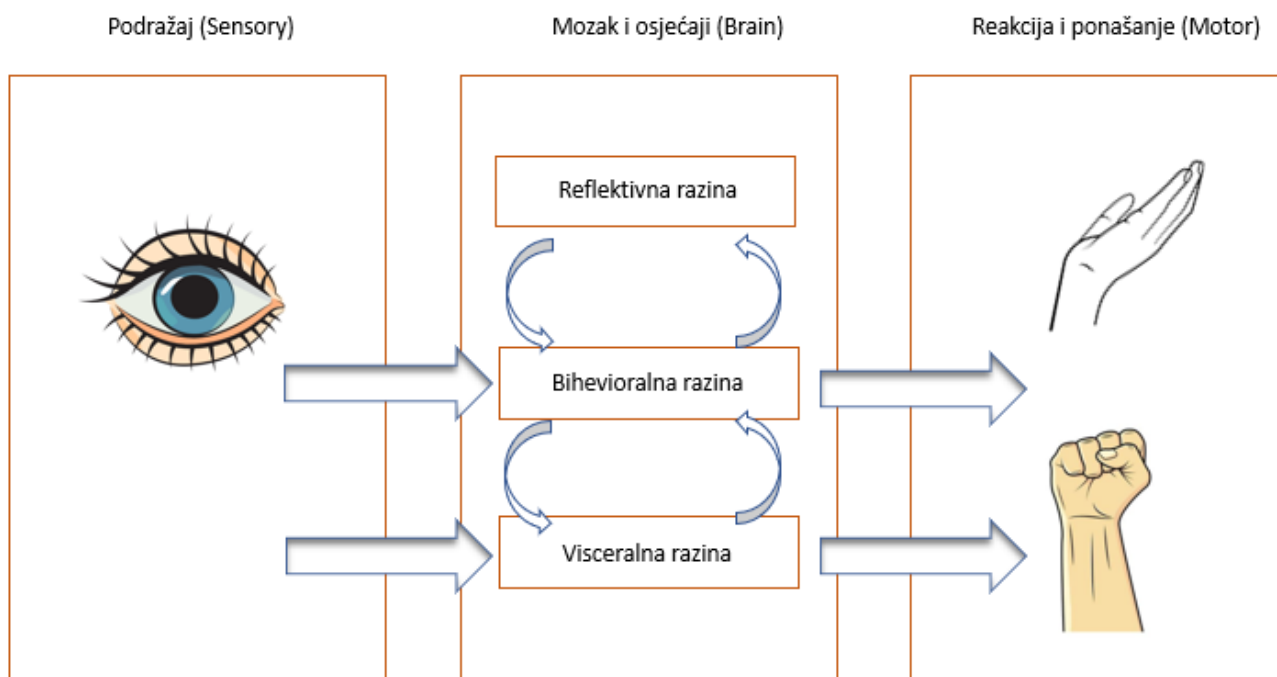 Podražaj (Sensory)
Mozak i osjećaji (Brain)
Reakcija i ponašanje (Motor)
Reflektivna razina
Bihevioralna razina
Visceralna razina